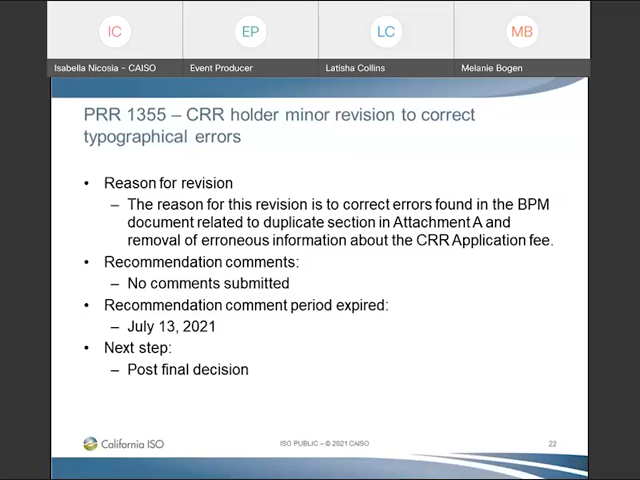 IC
EP
LC
MB
Isabella Nicosia – CAISO
Event Producer
Latisha Collins
Melanie Bogen
PRR 1355 – CRR holder minor revision to correct
typographical errors
• Reason for revision
– The reason for this revision is to correct errors found in the BPM
document related to duplicate section in Attachment A and
removal of erroneous information about the CRR Application fee.
• Recommendation comments:
– No comments submitted
• Recommendation comment period expired:
– July 13, 2021
• Next step:
– Post final decision
California ISO
ISO PUBLIC – © 2021 CAISO
22